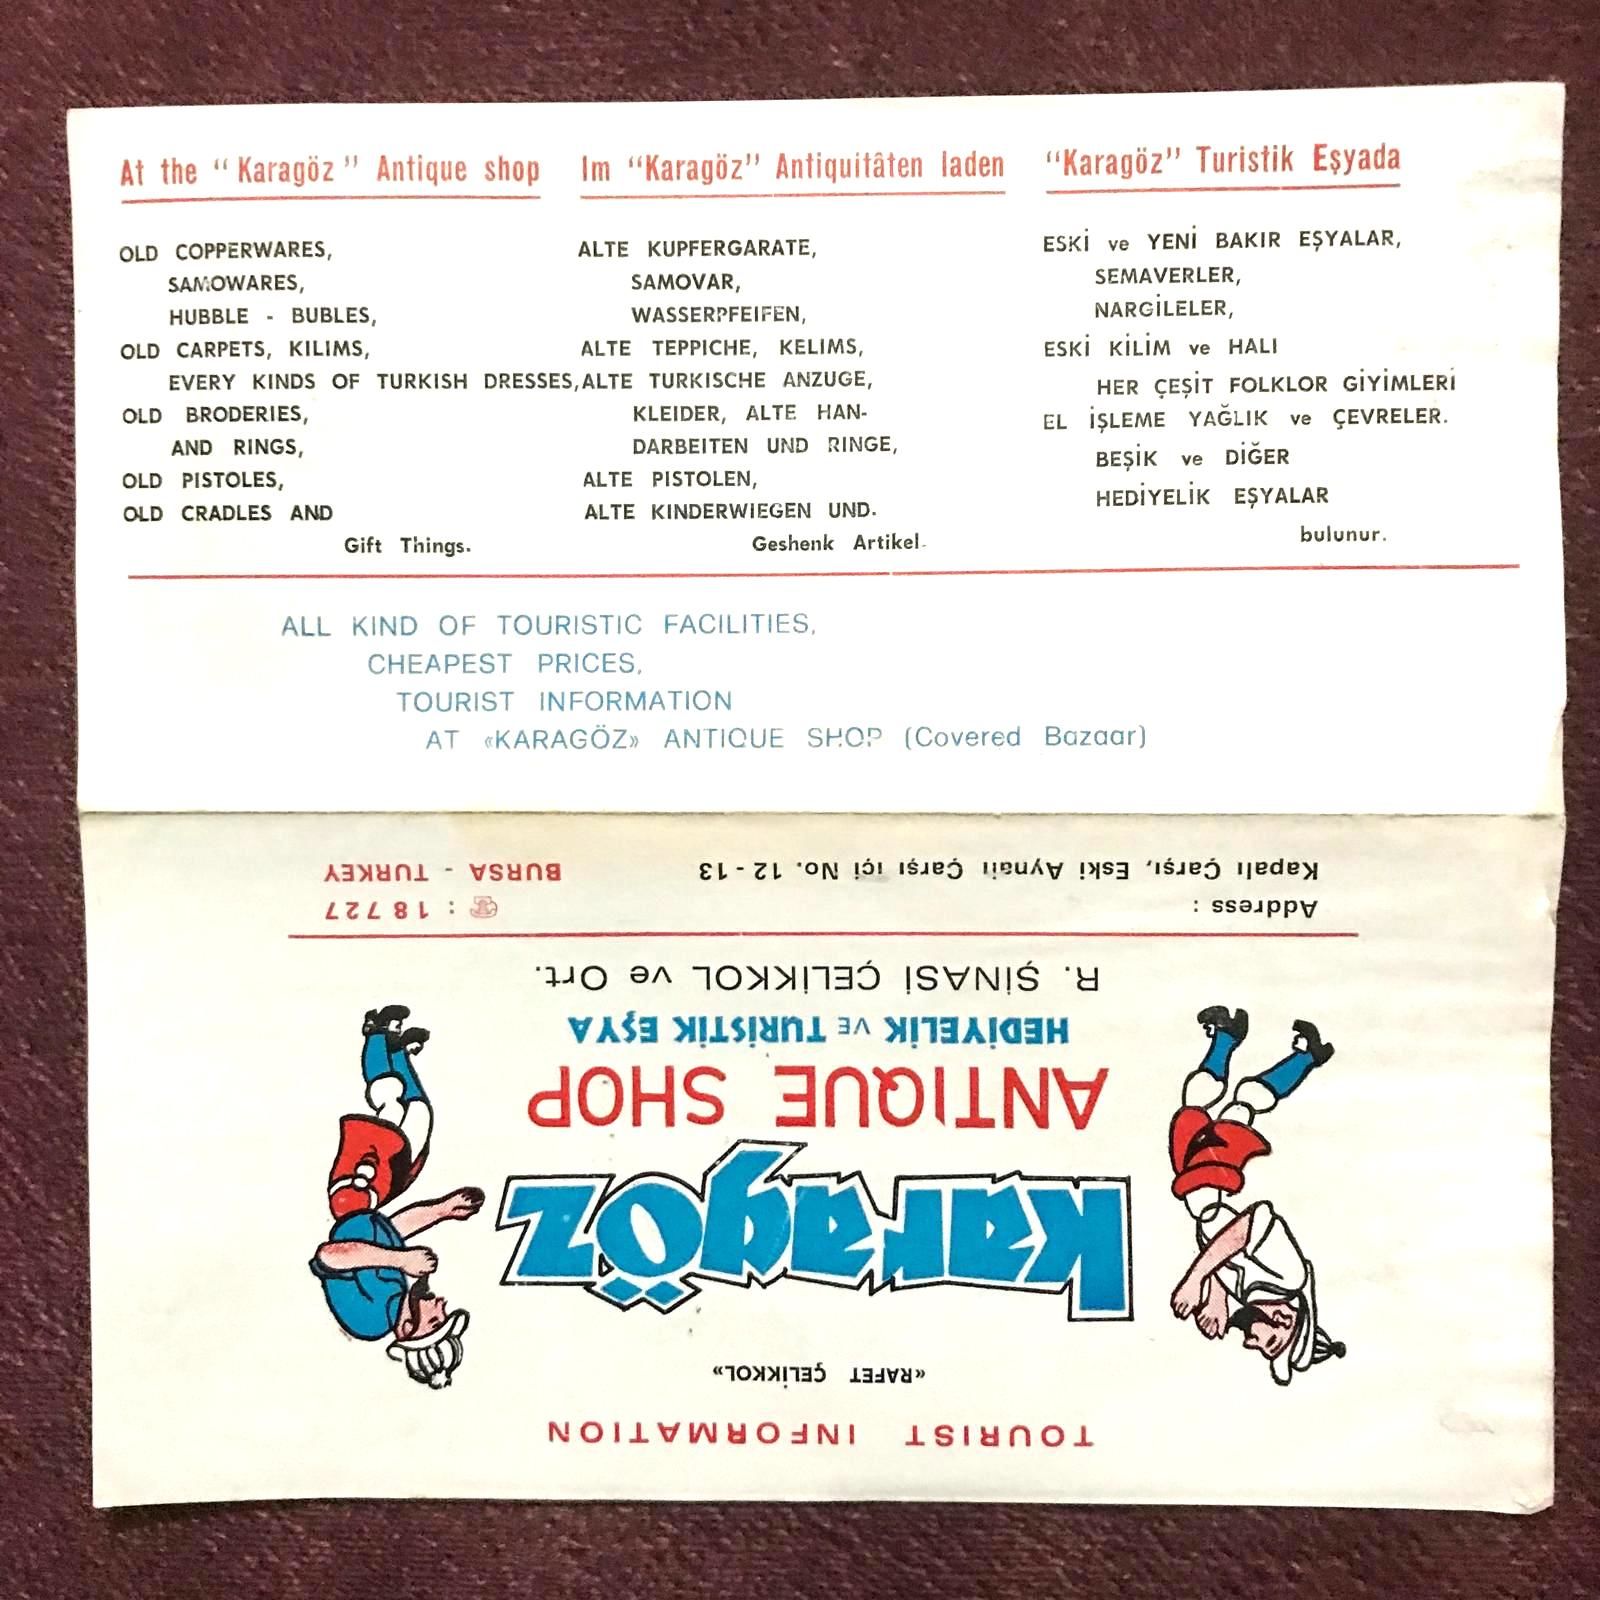 At the "Karagöz" Antique shop
OLD COPPERWARES,
SAMOWARES,
HUBBLE - BUBLES,
OLD CARPETS, KILIMS,
EVERY KINDS OF TURKISH DRESSES,
OLD BRODERIES,
AND RINGS,
OLD PISTOLES,
OLD CRADLES AND
Gift Things.
Im "Karagöz" Antiquitâten laden
ALTE KUPFERGARATE,
SAMOVAR,
WASSERPFEIFEN,
ALTE TEPPICHE, KELIMS,
ALTE TURKISCHE ANZUGE,
KLEIDER, ALTE HAN-
DARBEITEN UND RINGE,
ALTE PISTOLEN,
ALTE KINDERWIEGEN UND.
Geshenk Artikel.
"Karagöz" Turistik Eşyada
ESKİ ve YENİ BAKIR EŞYALAR,
SEMAVERLER,
NARGİLELER,
ESKİ KİLİM ve HALI
HER ÇEŞİT FOLKLOR GİYİMLERİ
EL İŞLEME YAĞLIK ve ÇEVRELER.
BEŞİK ve DİĞER
HEDİYELİK EŞYALAR
bulunur.
ALL KIND OF TOURISTIC FACILITIES,
CHEAPEST PRICES,
TOURIST INFORMATION
AT «KARAGÖZ» ANTIQUE SHOP (Covered Bazaar)
TOURIST INFORMATION
«RAFET ÇELİKKOL»
Karagöz
ANTIQUE SHOP
HEDİYELİK VE TURİSTİK EŞYA
R. ŞİNASİ ÇELİKKOL ve Ort.
Address :
☎ : 18727
Kapalı Çarşı, Eski Aynalı Çarşı içi No. 12-13
BURSA - TURKEY